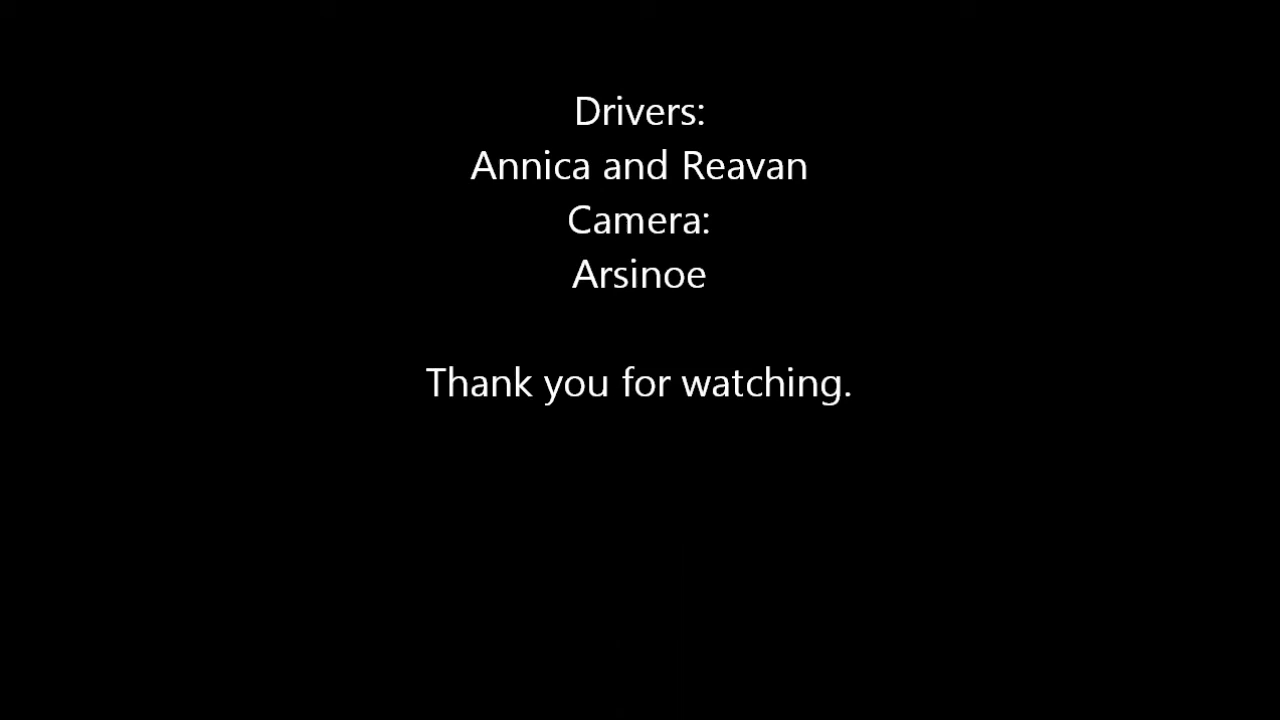 Drivers:
Annica and Reavan
Camera:
Arsinoe
Thank you for watching.